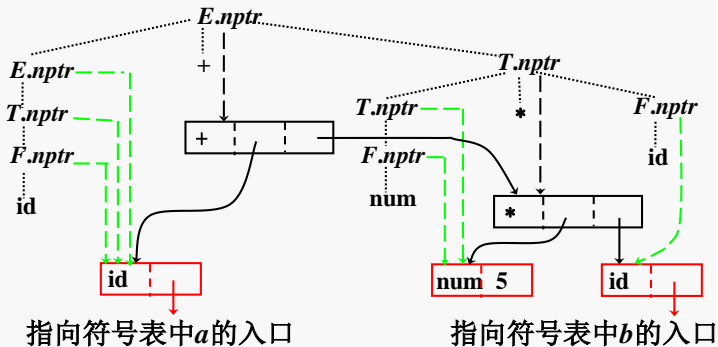 E.nptr
E.nptr + T.nptr
T.nptr T.nptr * F.nptr
+
F.nptr F.nptr id
id num
*
id num 5 id
指向符号表中a的入口 指向符号表中b的入口